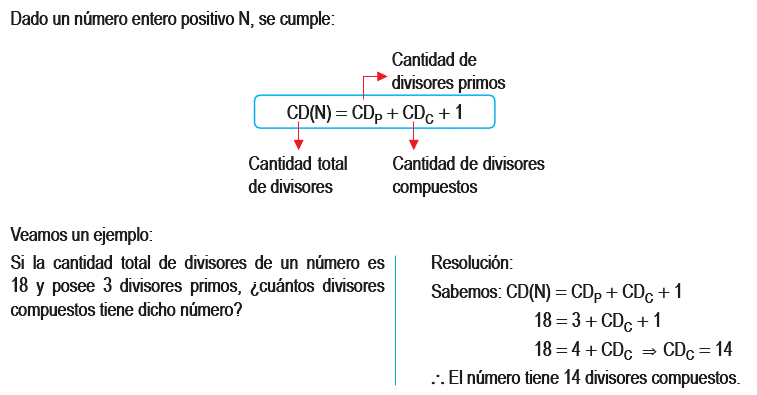 Dado un número entero positivo N, se cumple:
Cantidad de
divisores primos
CD(N) = CD_P + CD_C + 1
Cantidad total
de divisores
Cantidad de divisores
compuestos
Veamos un ejemplo:
Si la cantidad total de divisores de un número es
18 y posee 3 divisores primos, ¿cuántos divisores
compuestos tiene dicho número?
Resolución:
Sabemos: CD(N) = CD_P + CD_C + 1
18 = 3 + CD_C + 1
18 = 4 + CD_C ⇒ CD_C = 14
∴ El número tiene 14 divisores compuestos.